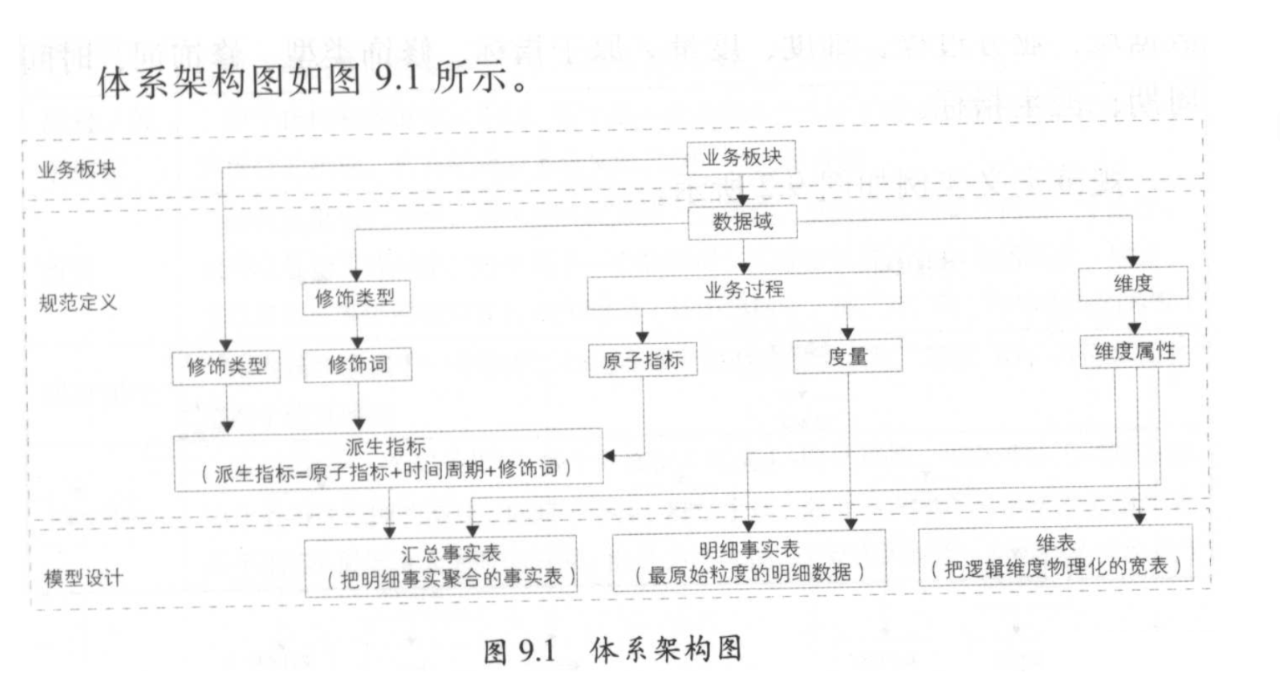 体系架构图如图 9.1 所示。
业务板块
业务板块
数据域
规范定义
修饰类型
业务过程
维度
修饰类型
修饰词
原子指标
度量
维度属性
派生指标
（派生指标=原子指标+时间周期+修饰词）
模型设计
汇总事实表
（把明细事实聚合的事实表）
明细事实表
（最原始粒度的明细数据）
维表
（把逻辑维度物理化的宽表）
图 9.1 体系架构图